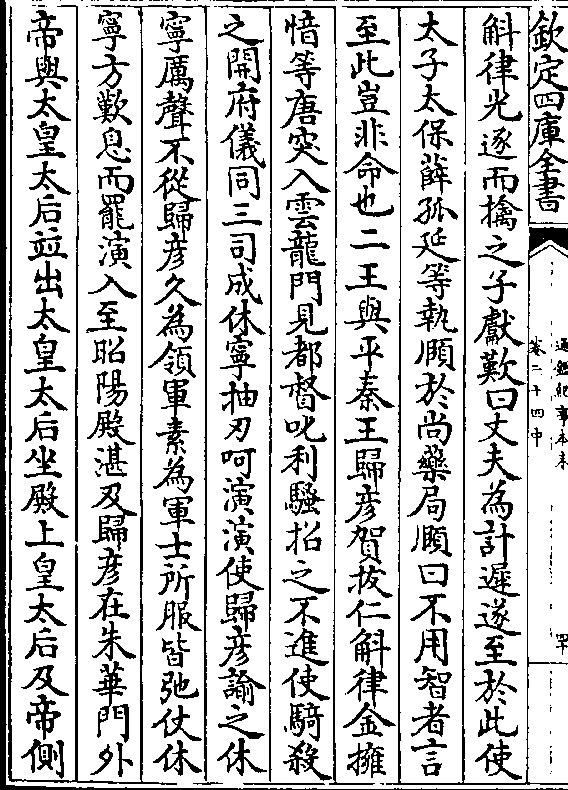 欽定四庫全書
通鑑紀事本末
卷二十四中
斛律光逐而擒之子獻歎曰丈夫為計遲遂至於此使
太子太保薛孤延等執頤於尚藥局頤曰不用智者言
至此豈非命也二王與平秦王歸彦賀拔仁斛律金擁
愔等唐突入雲龍門見都督叱利騷招之不進使騎殺
之開府儀同三司成休寧抽刃呵演演使歸彦諭之休
寧厲聲不從歸彦久為領軍素為軍士所服皆弛仗休
寧方歎息而罷演入至昭陽殿湛及歸彦在朱華門外
帝與太皇太后竝出太皇太后坐殿上皇太后及帝側